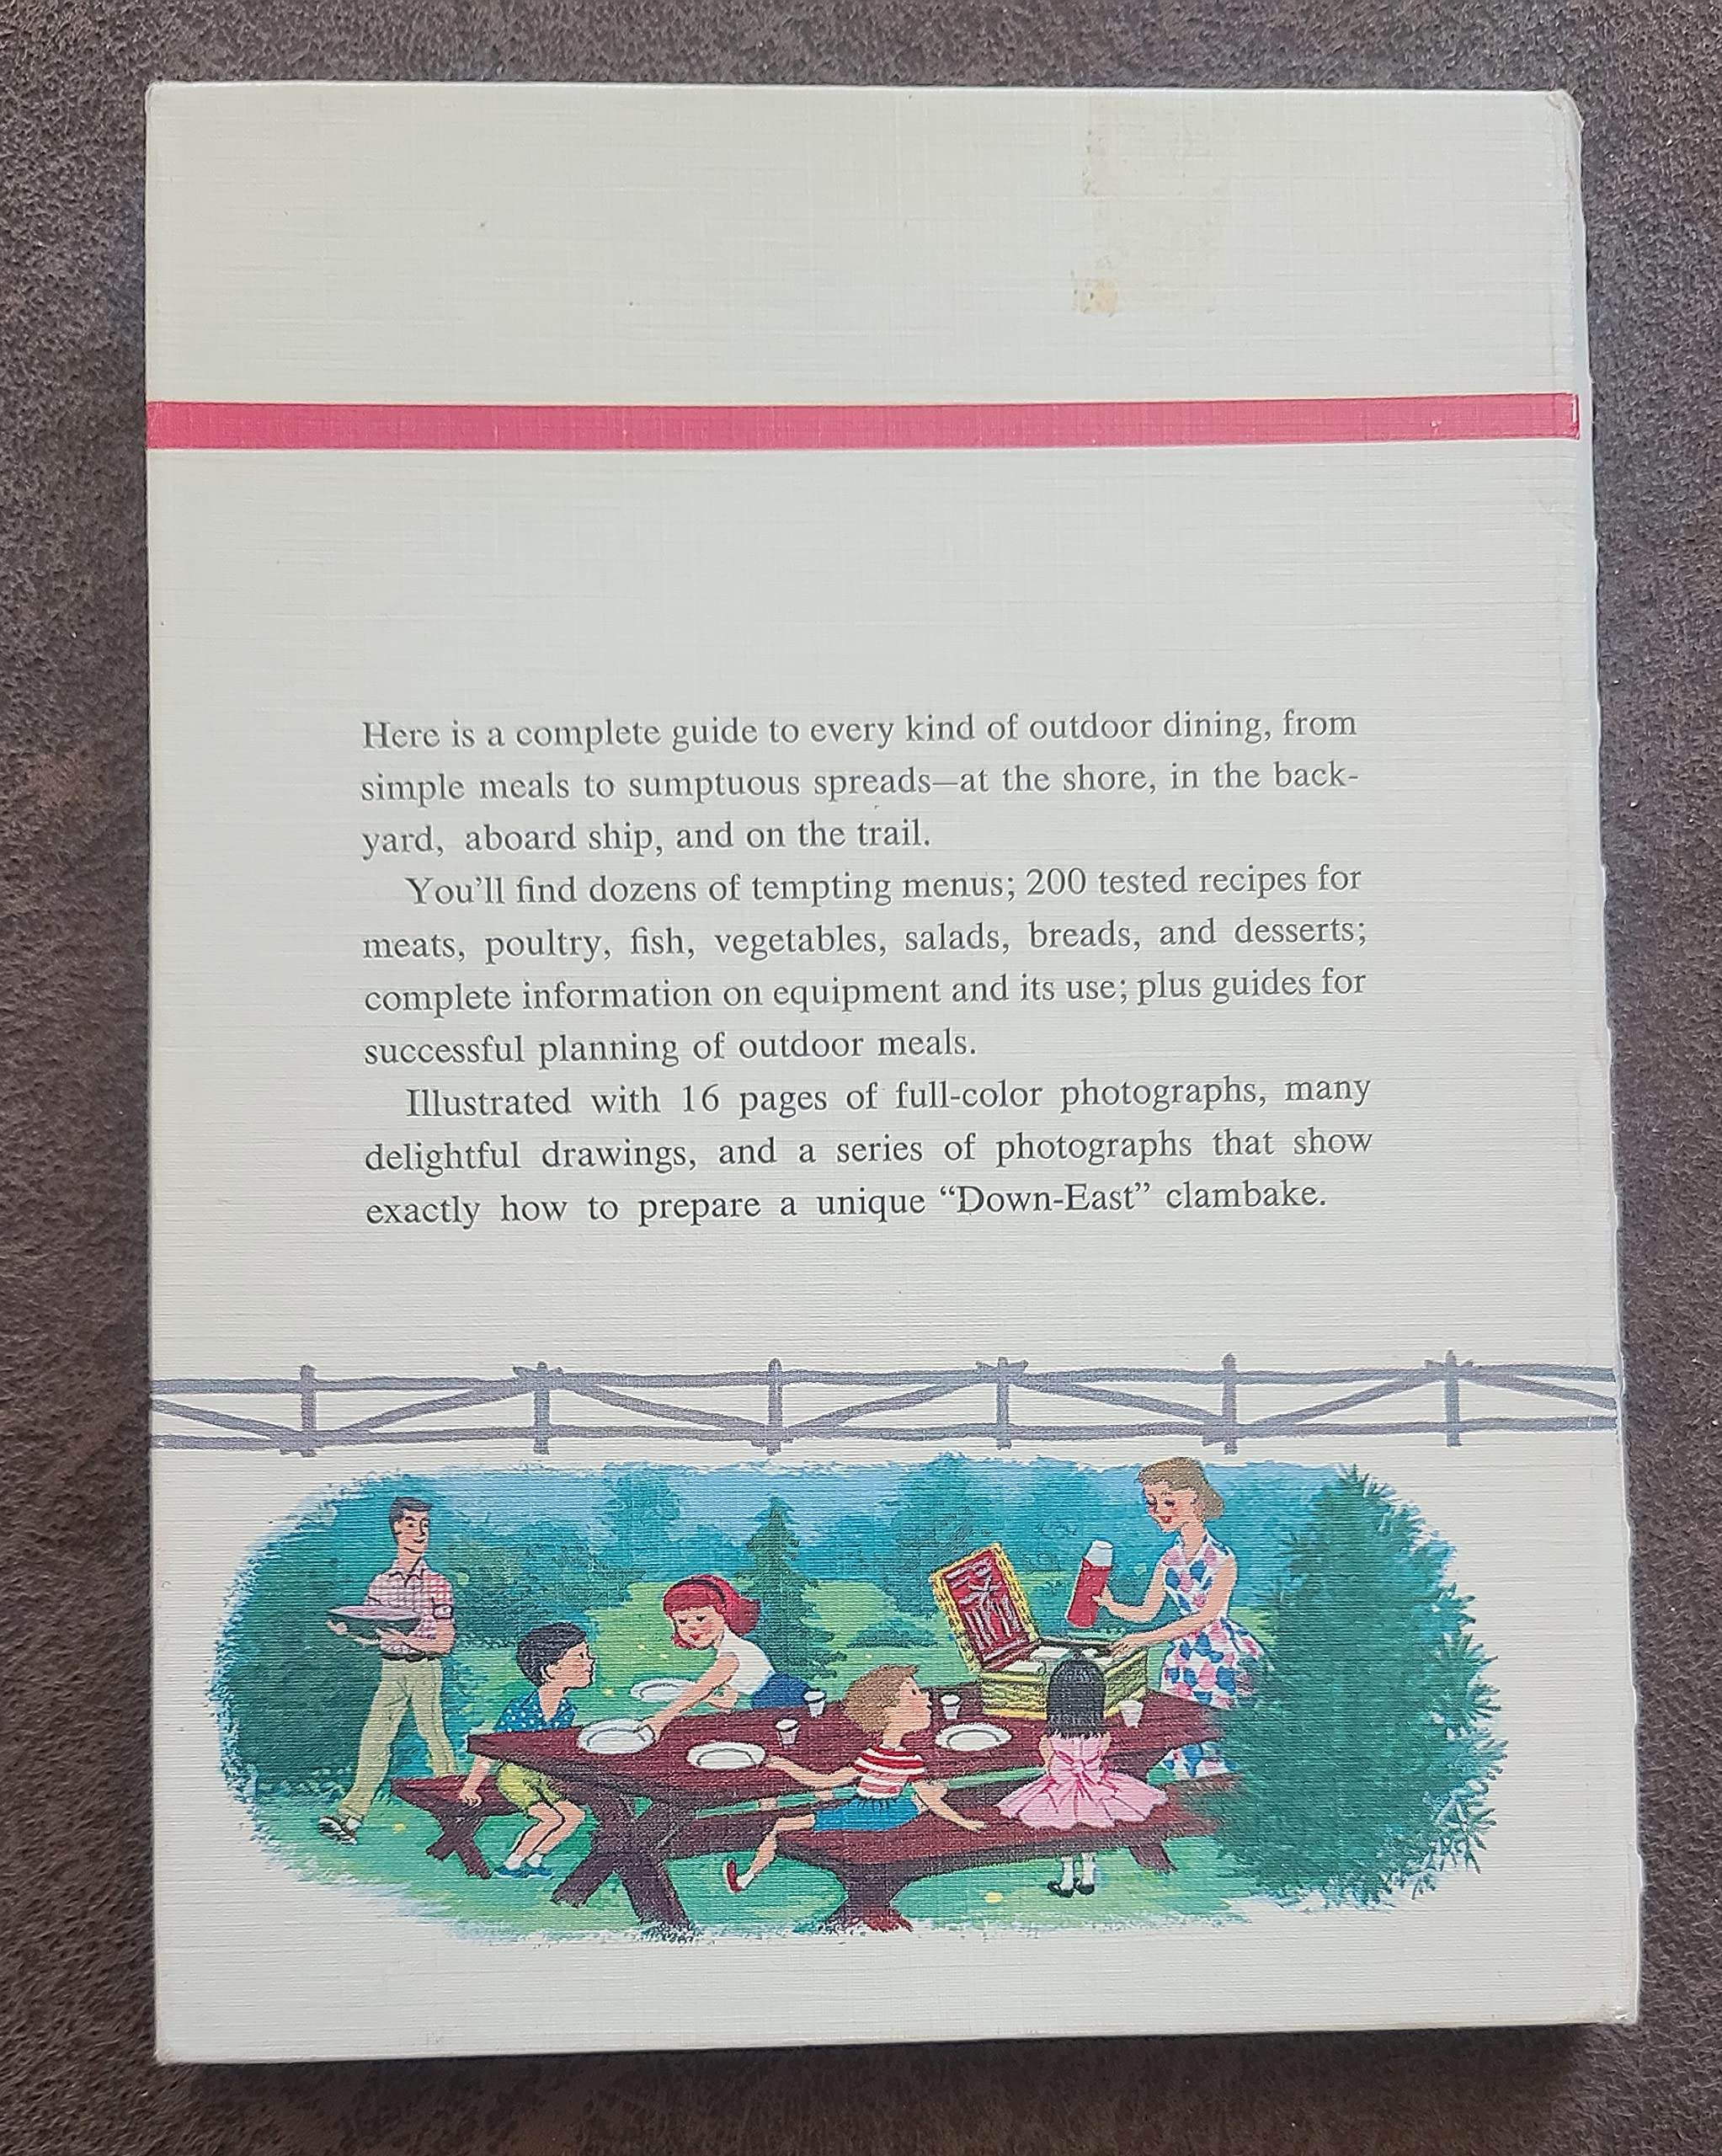 Here is a complete guide to every kind of outdoor dining, from
simple meals to sumptuous spreads—at the shore, in the back-
yard, aboard ship, and on the trail.
You'll find dozens of tempting menus; 200 tested recipes for
meats, poultry, fish, vegetables, salads, breads, and desserts;
complete information on equipment and its use; plus guides for
successful planning of outdoor meals.
Illustrated with 16 pages of full-color photographs, many
delightful drawings, and a series of photographs that show
exactly how to prepare a unique “Down-East” clambake.